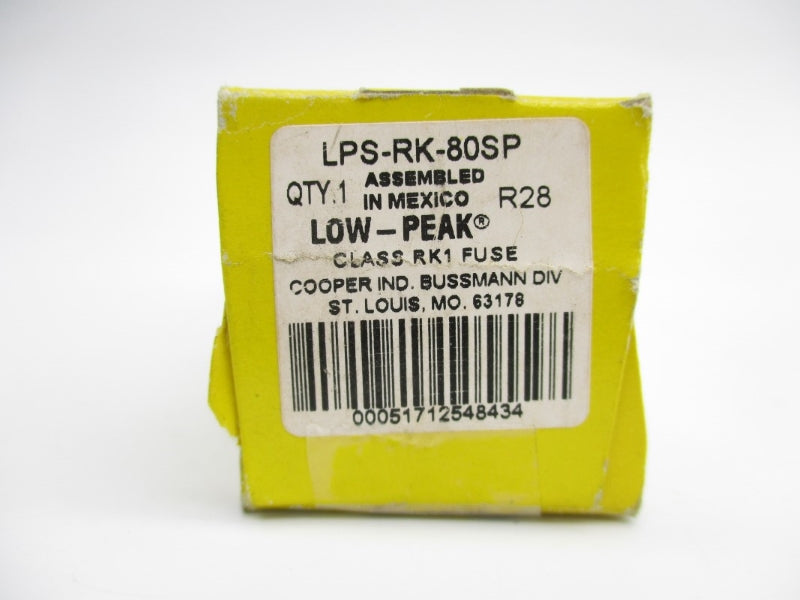 LPS-RK-80SP
QTY.1 ASSEMBLED IN MEXICO R28
LOW-PEAK®
CLASS RK1 FUSE
COOPER IND. BUSSMANN DIV
ST. LOUIS, MO. 63178
00051712548434